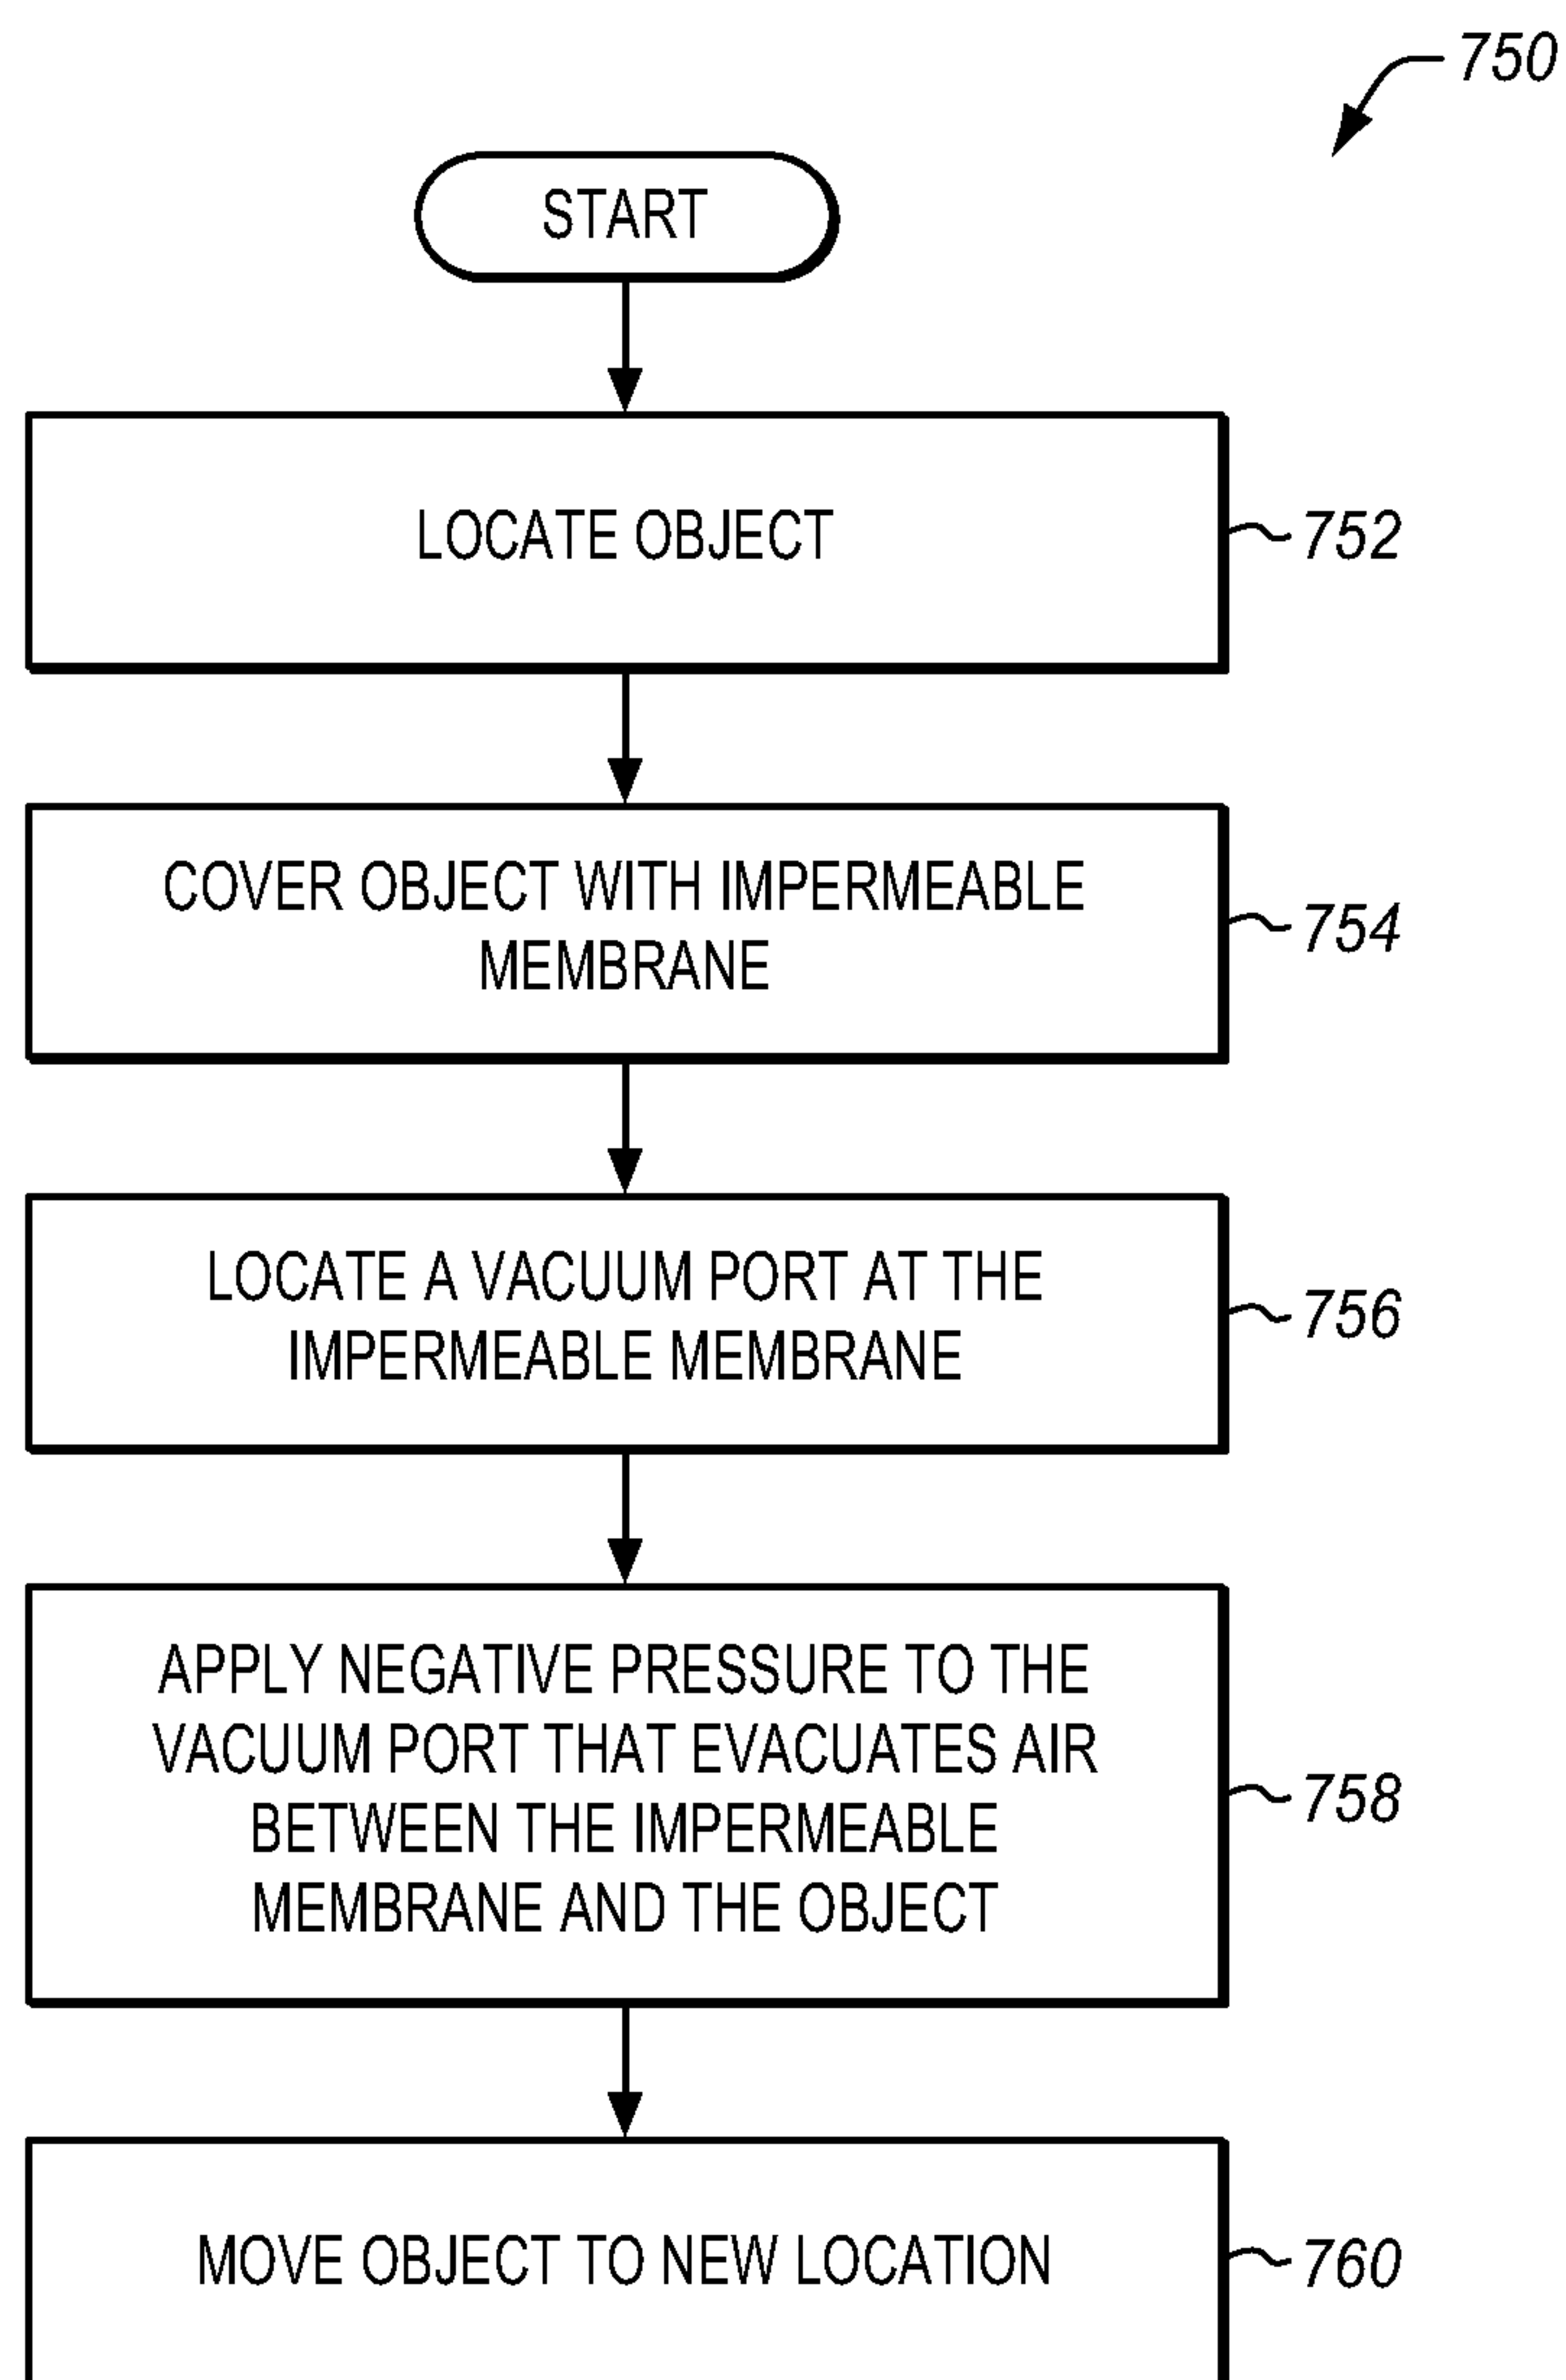 750
START
LOCATE OBJECT
752
COVER OBJECT WITH IMPERMEABLE
MEMBRANE
754
LOCATE A VACUUM PORT AT THE
IMPERMEABLE MEMBRANE
756
APPLY NEGATIVE PRESSURE TO THE
VACUUM PORT THAT EVACUATES AIR
BETWEEN THE IMPERMEABLE
MEMBRANE AND THE OBJECT
758
MOVE OBJECT TO NEW LOCATION
760